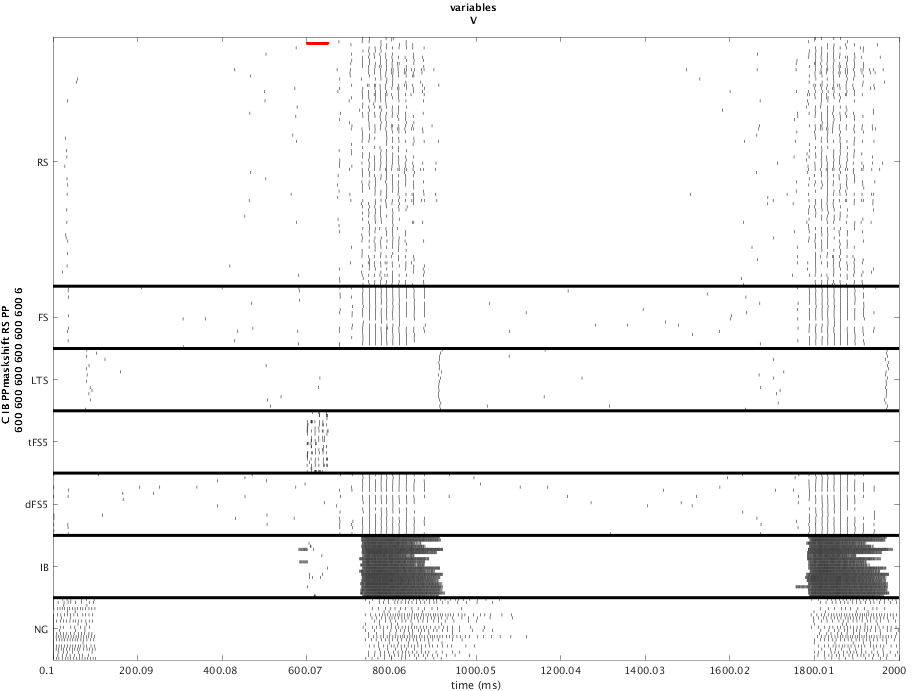 variables
V
C IB PPmaskshift RS PP
600 600 600 600 600 600 6
RS
FS
LTS
tFS5
dFS5
IB
NG
0.1 200.09 400.08 600.07 800.06 1000.05 1200.04 1400.03 1600.02 1800.01 2000
time (ms)